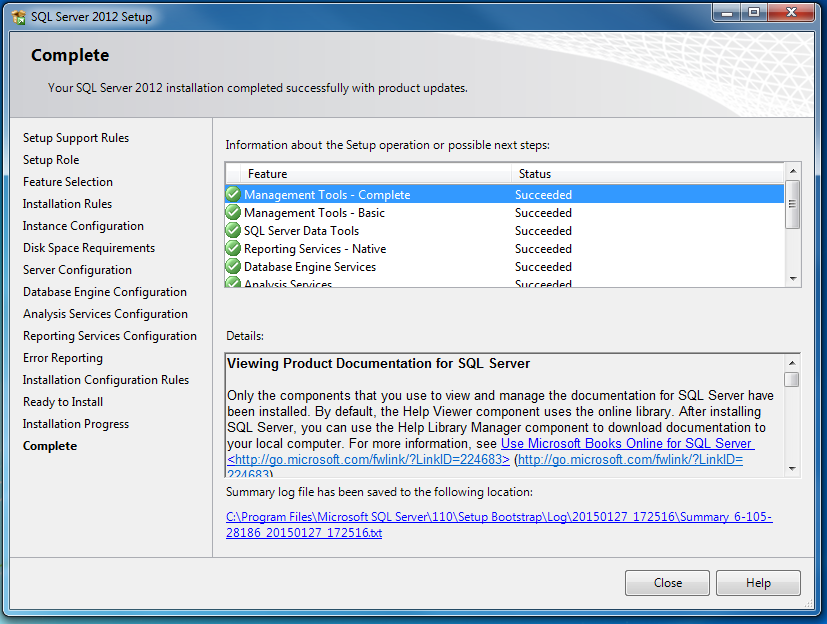 SQL Server 2012 Setup
Complete
Your SQL Server 2012 installation completed successfully with product updates.
Setup Support Rules
Setup Role
Feature Selection
Installation Rules
Instance Configuration
Disk Space Requirements
Server Configuration
Database Engine Configuration
Analysis Services Configuration
Reporting Services Configuration
Error Reporting
Installation Configuration Rules
Ready to Install
Installation Progress
Complete
Information about the Setup operation or possible next steps:
Feature Status
Management Tools - Complete Succeeded
Management Tools - Basic Succeeded
SQL Server Data Tools Succeeded
Reporting Services - Native Succeeded
Database Engine Services Succeeded
Analysis Services Succeeded
Details:
Viewing Product Documentation for SQL Server
Only the components that you use to view and manage the documentation for SQL Server have
been installed. By default, the Help Viewer component uses the online library. After installing
SQL Server, you can use the Help Library Manager component to download documentation to
your local computer. For more information, see Use Microsoft Books Online for SQL Server
<http://go.microsoft.com/fwlink/?LinkID=224683> (http://go.microsoft.com/fwlink/?LinkID=
224683)
Summary log file has been saved to the following location:
C:\Program Files\Microsoft SQL Server\110\Setup Bootstrap\Log\20150127_172516\Summary_6-105-
28186_20150127_172516.txt
Close Help